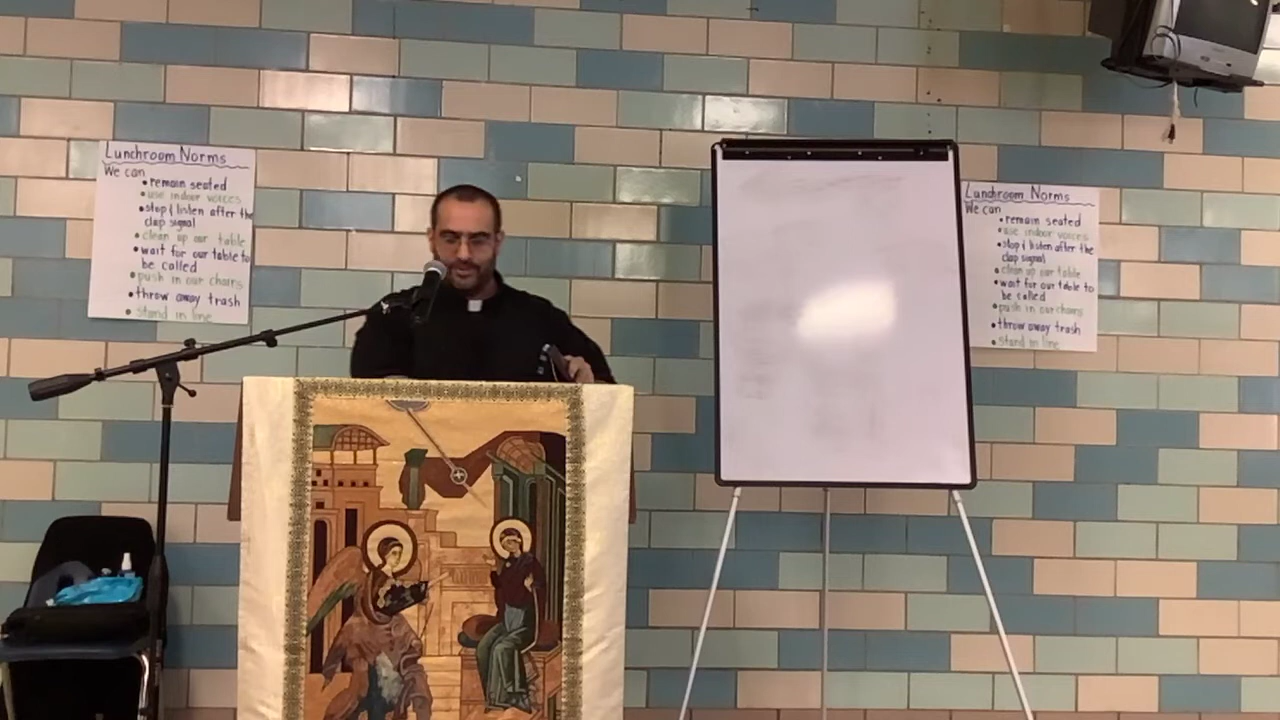 Lunchroom Norms
We can
• remain seated
• use indoor voices
• stop & listen after the
clap signal
• clean up our table
• wait for our table to
be called
• push in our chairs
• throw away trash
• stand in line
Lunchroom Norms
We can
• remain seated
• use indoor voices
• stop & listen after the
clap signal
• clean up our table
• wait for our table to
be called
• push in our chairs
• throw away trash
• stand in line